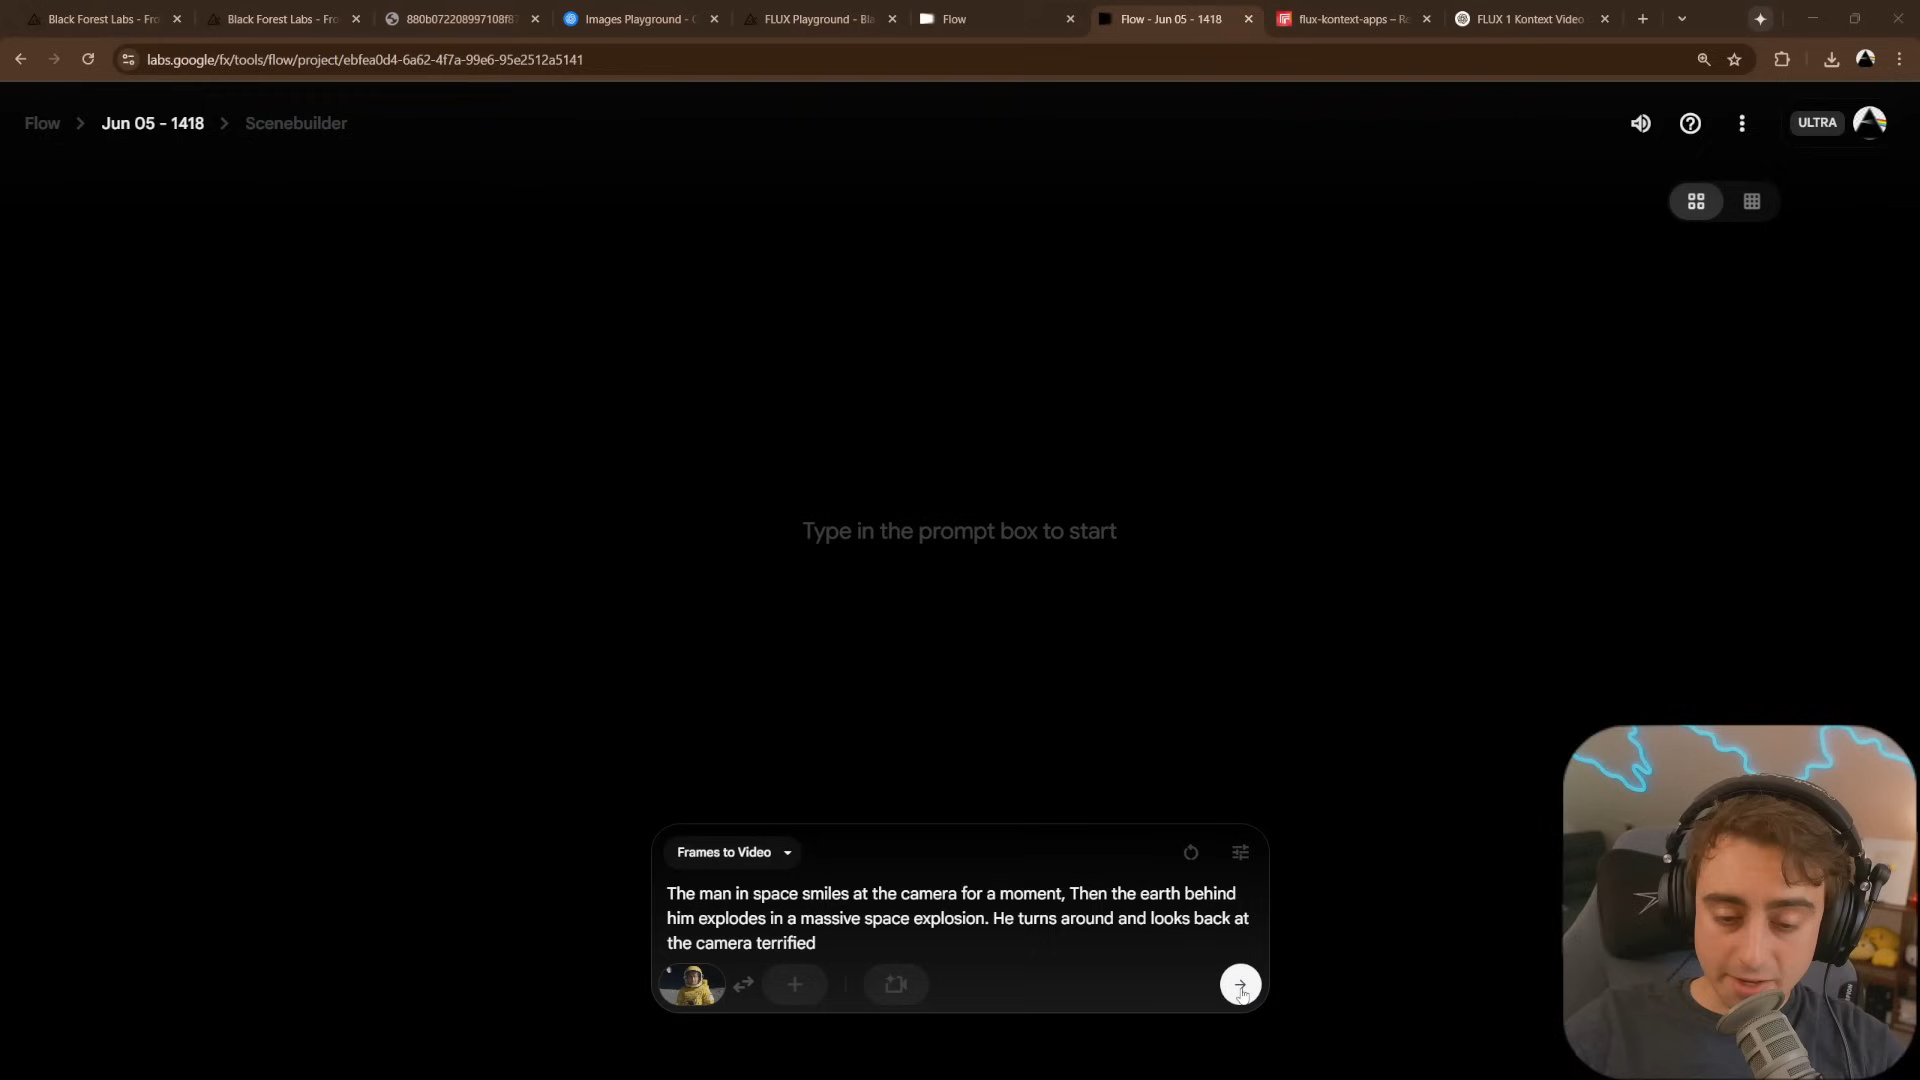 Black Forest Labs - Fro
Black Forest Labs - Fro
880b072208997108f87
Images Playground -
FLUX Playground - Bla
Flow
Flow - Jun 05 - 1418
flux-kontext-apps – Re
FLUX 1 Kontext Video
labs.google/fx/tools/flow/project/ebfea0d4-6a62-4f7a-99e6-95e2512a5141
Flow > Jun 05 - 1418 > Scenebuilder
ULTRA
Type in the prompt box to start
Frames to Video
The man in space smiles at the camera for a moment, Then the earth behind
him explodes in a massive space explosion. He turns around and looks back at
the camera terrified